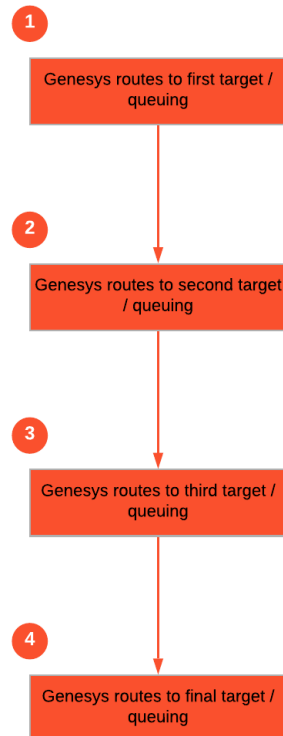 1
Genesys routes to first target /
queuing
2
Genesys routes to second target
/ queuing
3
Genesys routes to third target /
queuing
4
Genesys routes to final target /
queuing